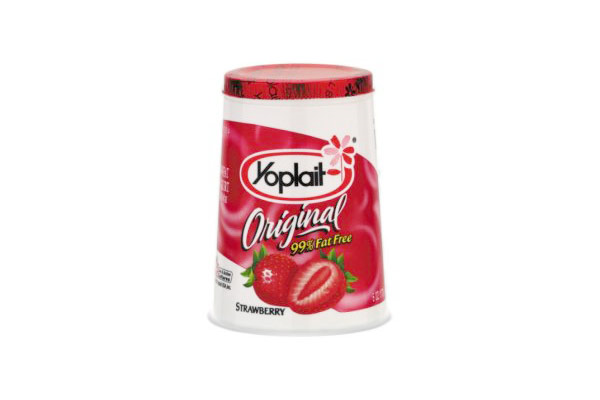 Yoplait®
Original
99% Fat Free
STRAWBERRY